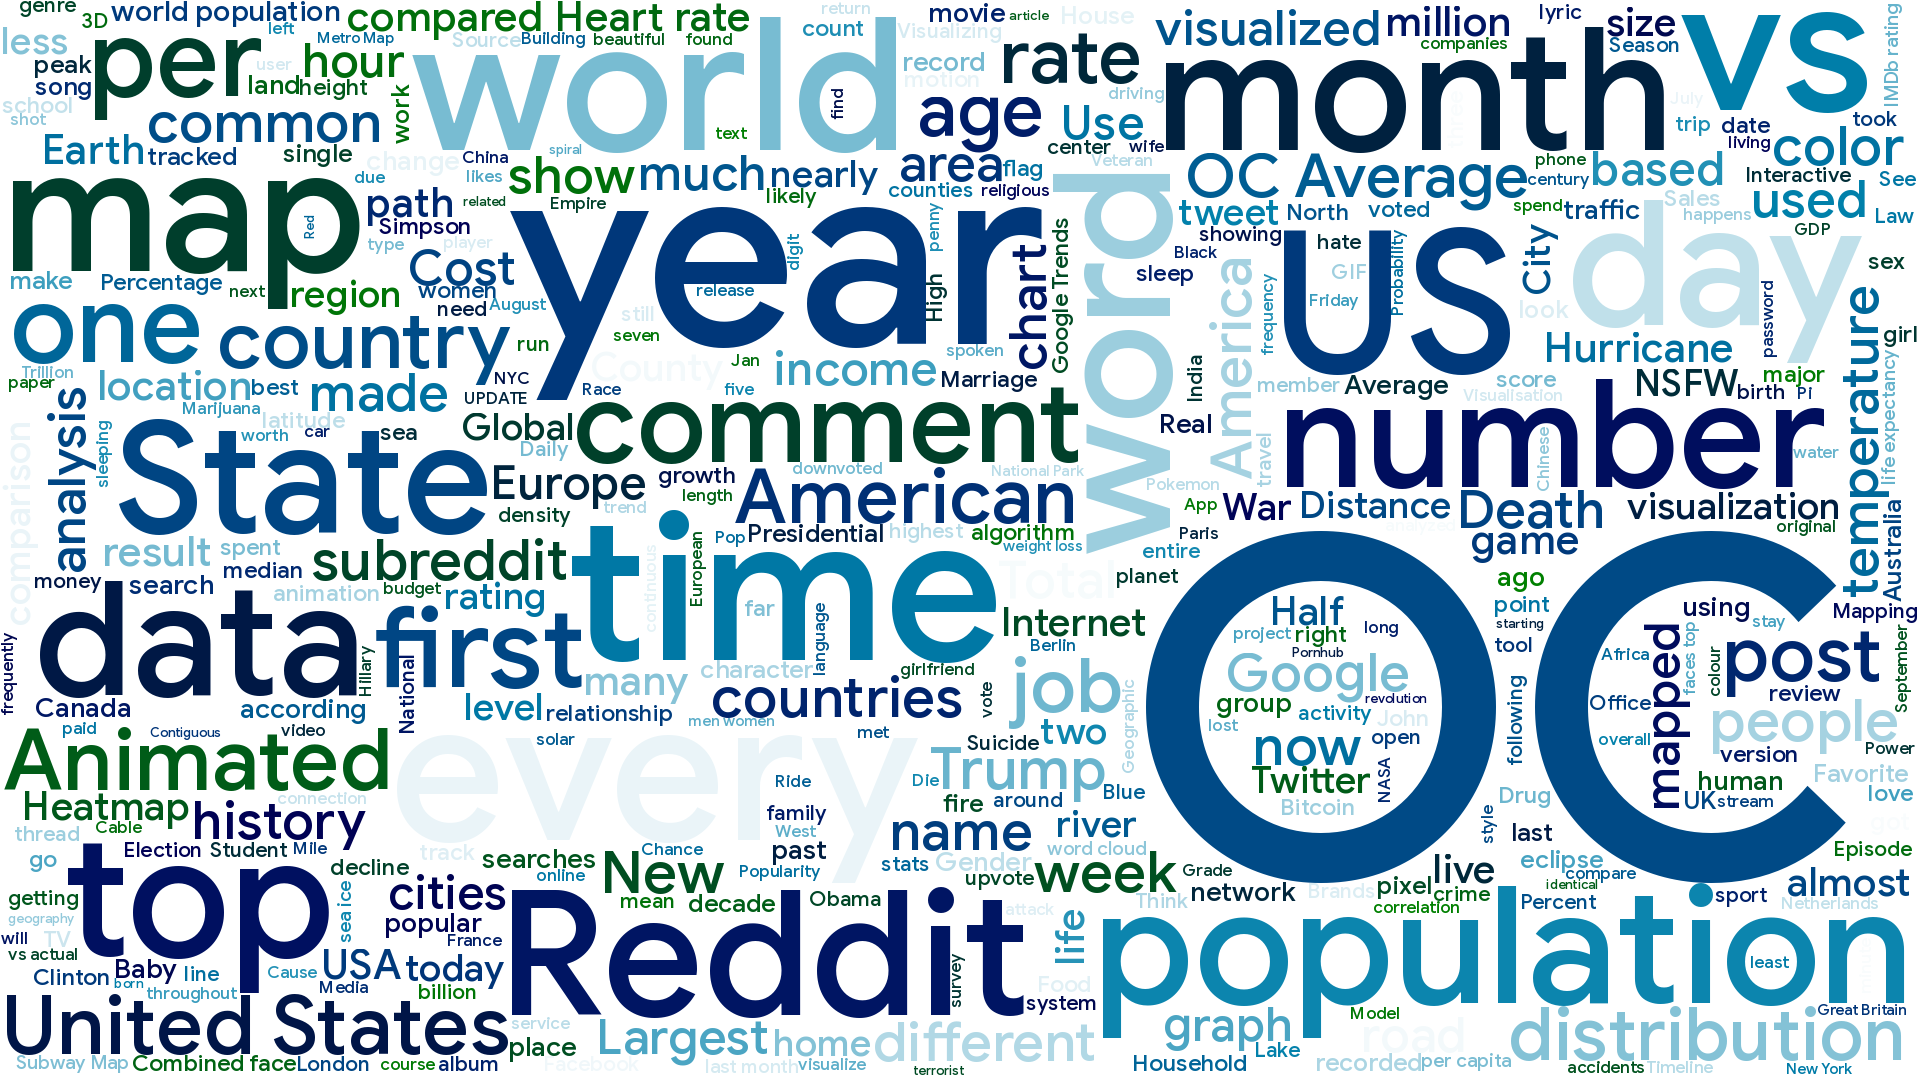 genre
3D
world population
left
Metro Map
compared
Heart rate
Source
Building
beautiful
found
return
count
Visualizing
movie
article
House
visualized
million
companies
lyric
size
Season
vs
IMDb rating
less
peak
song
per
user
hour
land
height
work
world
find
record
motion
rate
driving
month
three
July
trip
date
living
took
school
shot
Earth
common
tracked
single
change
China
likes
text
spiral
age
Use
center
wife
Veteran
color
due
show
much
nearly
area
flag
counties
religious
likely
related
Empire
OC
Average
phone
century
based
Interactive
See
map
Red
path
Simpson
type
player
year
digit
penny
word
tweet
North
voted
showing
hate
Black
spend
traffic
Sales
happens
used
Law
GDP
make
Percentage
next
region
Cost
women
need
August
release
High
chart
Google Trends
sleep
America
frequency
US
GIF
Friday
Probability
City
day
look
sex
password
one
country
still
seven
run
Jan
County
income
spoken
Marriage
India
Hurricane
temperature
girl
Trillion
paper
location
best
Marijuana
made
latitude
NYC
UPDATE
Race
five
member
Average
score
Visualisation
NSFW
birth
major
Pi
life expectancy
analysis
sleeping
worth
car
sea
Global
Daily
comment
Real
travel
number
Chinese
water
comparison
State
Europe
growth
length
density
trend
downvoted
National Park
American
Pokemon
App
War
Distance
Death
visualization
original
result
spent
median
subreddit
time
Pop
Presidential
highest
algorithm
weight loss
Paris
entire
game
Australia
money
search
animation
budget
rating
continuous
European
far
language
Total
planet
ago
point
starting
tool
Mapping
data
first
Internet
Berlin
OC
Half
project
right
long
Pornhub
Google
revolution
group
activity
John
lost
open
now
Twitter
Bitcoin
NASA
using
stay
Africa
faces top
colour
mapped
post
review
September
frequently
Hillary
National
many
character
girlfriend
job
Geographic
following
Office
overall
people
version
Power
Canada
according
level
relationship
countries
men women
vote
two
human
UK
stream
Favorite
love
paid
Contiguous
video
solar
met
Suicide
Trump
Animated
every
Ride
Die
fire
around
Blue
style
Drug
last
got
Heatmap
connection
history
family
West
name
river
word cloud
Episode
thread
Cable
go
Election
Student
Mile
decline
track
searches
online
New
Chance
Popularity
past
stats
Gender
upvote
week
Think
Grade
network
Brands
pixel
correlation
live
crime
eclipse
compare
identical
Percent
sport
almost
Netherlands
top
getting
geography
will
TV
vs actual
Clinton
Baby
born
line
throughout
sea ice
cities
popular
France
mean
decade
Obama
attack
Cause
USA
Media
today
billion
Reddit
survey
life
Food
system
population
least
United States
service
place
Largest
home
different
graph
Model
road
distribution
Great Britain
Subway Map
Combined face
London
course
album
Facebook
last month
visualize
terrorist
Household
Lake
recorded
per capita
accidents
Timeline
New York